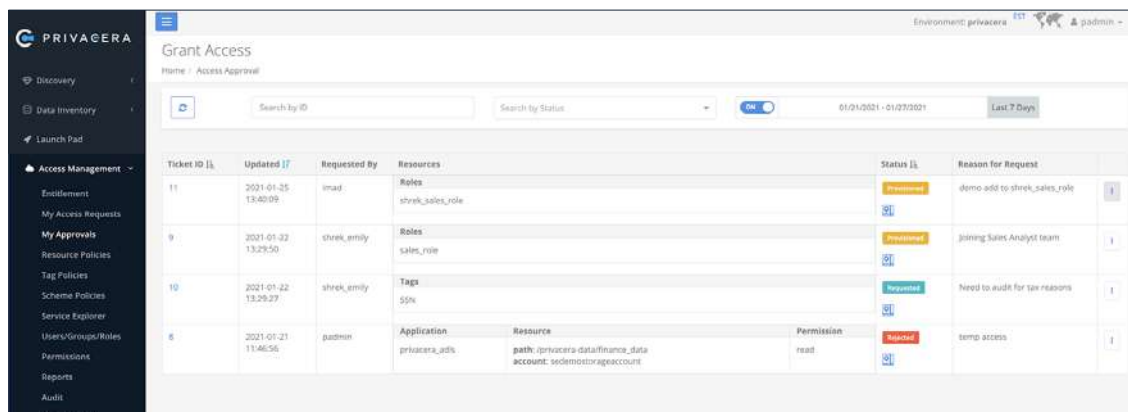 PRIVACERA
Environment: privacera EST padmin
Grant Access
Home / Access Approval
Discovery
Data Inventory
Launch Pad
Access Management
Entitlement
My Access Requests
My Approvals
Resource Policies
Tag Policies
Scheme Policies
Service Explorer
Users/Groups/Roles
Permissions
Reports
Audit
Search by ID
Search by Status
ON
01/21/2021 - 01/27/2021
Last 7 Days
Ticket ID Updated Requested By Resources Status Reason for Request
11 2021-01-25 13:40:09 imad Roles shrek_sales_role Provisioned demo add to shrek_sales_role
9 2021-01-22 13:29:50 shrek_emily Roles sales_role Provisioned Joining Sales Analyst team
10 2021-01-22 13:29:27 shrek_emily Tags SSN Requested Need to audit for tax reasons
6 2021-01-21 11:46:56 padmin Application Resource Permission Rejected temp access
privacera_adls path: /privacera-data/finance_data read
account: sedemostorageaccount